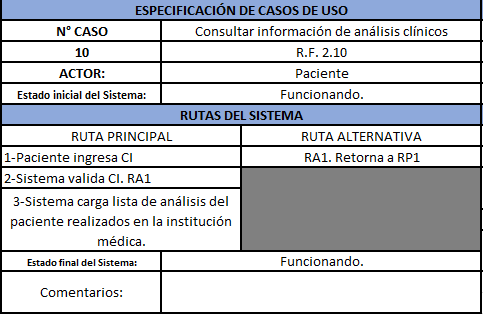 ESPECIFICACIÓN DE CASOS DE USO
N° CASO Consultar información de análisis clínicos
10 R.F. 2.10
ACTOR: Paciente
Estado inicial del Sistema: Funcionando.
RUTAS DEL SISTEMA
RUTA PRINCIPAL RUTA ALTERNATIVA
1-Paciente ingresa CI RA1. Retorna a RP1
2-Sistema valida CI. RA1
3-Sistema carga lista de análisis del
paciente realizados en la institución
médica.
Estado final del Sistema: Funcionando.
Comentarios: